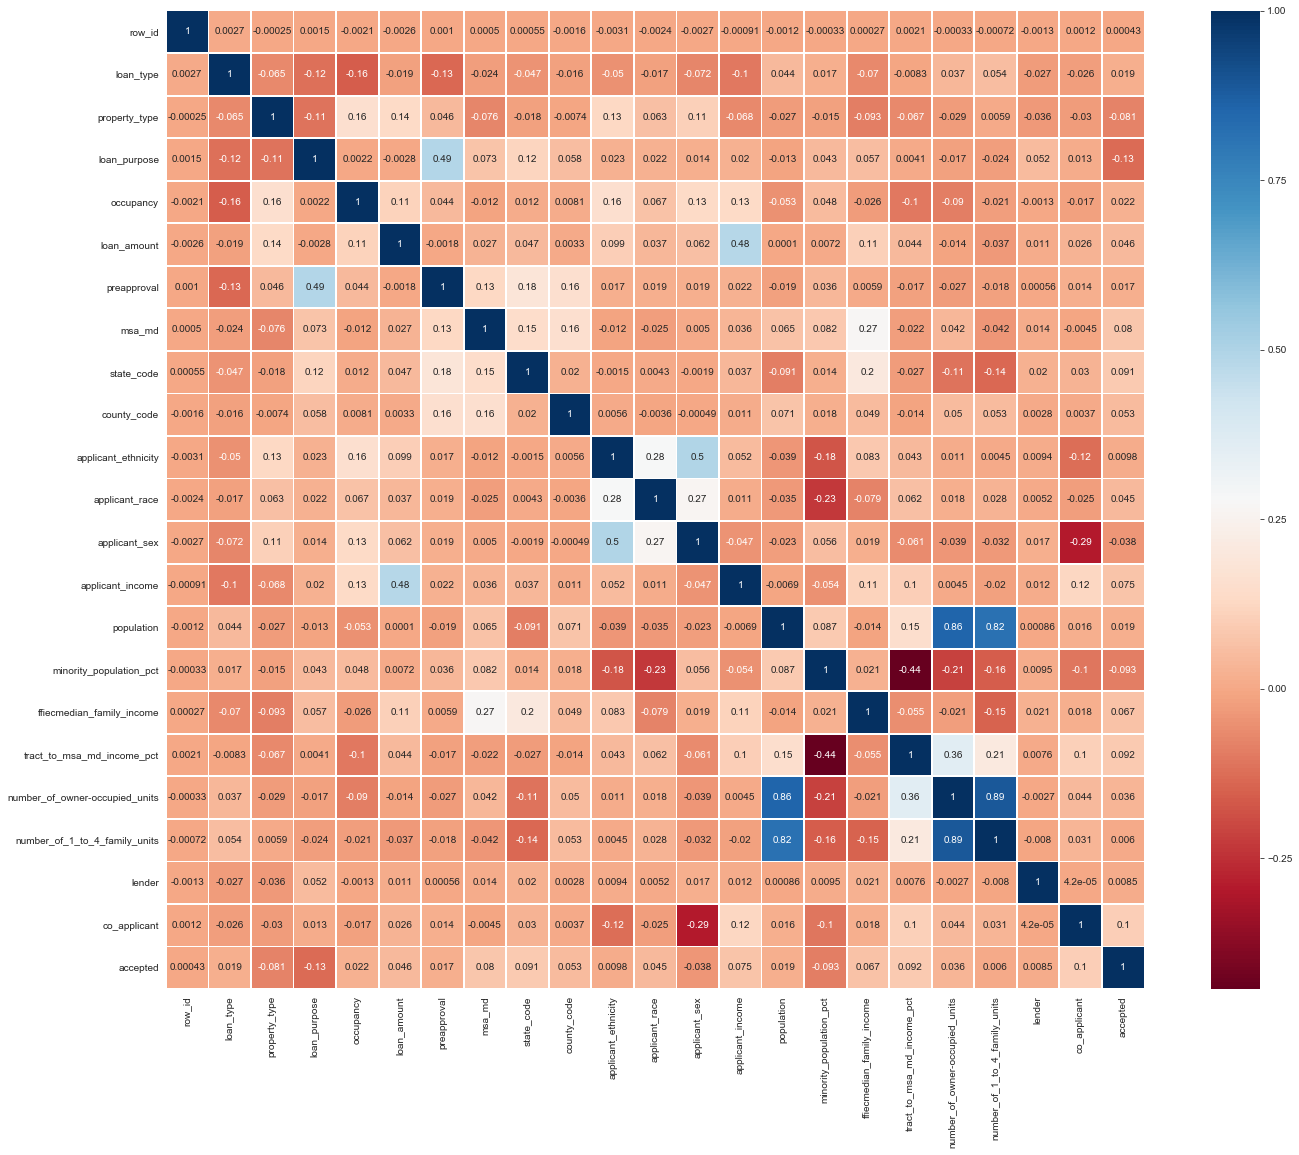 row_id 1 0.0027 -0.00025 0.0015 -0.0021 -0.0026 0.001 0.0005 0.00055 -0.0016 -0.0031 -0.0024 -0.0027 -0.00091 -0.0012 -0.00033 0.00027 0.0021 -0.00033 -0.00072 -0.0013 0.0012 0.00043 1.00
loan_type 0.0027 1 -0.065 -0.12 -0.16 -0.019 -0.13 -0.024 -0.047 -0.016 -0.05 -0.017 -0.072 -0.1 0.044 0.017 -0.07 -0.0083 0.037 0.054 -0.027 -0.026 0.019
property_type -0.00025 -0.065 1 -0.11 0.16 0.14 0.046 -0.076 -0.018 -0.0074 0.13 0.063 0.11 -0.068 -0.027 -0.015 -0.093 -0.067 -0.029 0.0059 -0.036 -0.03 -0.081
loan_purpose 0.0015 -0.12 -0.11 1 0.0022 -0.0028 0.49 0.073 0.12 0.058 0.023 0.022 0.014 0.02 -0.013 0.043 0.057 0.0041 -0.017 -0.024 0.052 0.013 -0.13
0.75
occupancy -0.0021 -0.16 0.16 0.0022 1 0.11 0.044 -0.012 0.012 0.0081 0.16 0.067 0.13 0.13 -0.053 0.048 -0.026 -0.1 -0.09 -0.021 -0.0013 -0.017 0.022
loan_amount -0.0026 -0.019 0.14 -0.0028 0.11 1 -0.0018 0.027 0.047 0.0033 0.099 0.037 0.062 0.48 0.0001 0.0072 0.11 0.044 -0.014 -0.037 0.011 0.026 0.046
preapproval 0.001 -0.13 0.046 0.49 0.044 -0.0018 1 0.13 0.18 0.16 0.017 0.019 0.019 0.022 -0.019 0.036 0.0059 -0.017 -0.027 -0.018 0.00056 0.014 0.017
msa_md 0.0005 -0.024 -0.076 0.073 -0.012 0.027 0.13 1 0.15 0.16 -0.012 -0.025 0.005 0.036 0.065 0.082 0.27 -0.022 0.042 -0.042 0.014 -0.0045 0.08
0.50
state_code 0.00055 -0.047 -0.018 0.12 0.012 0.047 0.18 0.15 1 0.02 -0.0015 0.0043 -0.0019 0.037 -0.091 0.014 0.2 -0.027 -0.11 -0.14 0.02 0.03 0.091
county_code -0.0016 -0.016 -0.0074 0.058 0.0081 0.0033 0.16 0.16 0.02 1 0.0056 -0.0036 -0.00049 0.011 0.071 0.018 0.049 -0.014 0.05 0.053 0.0028 0.0037 0.053
applicant_ethnicity -0.0031 -0.05 0.13 0.023 0.16 0.099 0.017 -0.012 -0.0015 0.0056 1 0.28 0.5 0.052 -0.039 -0.18 0.083 0.043 0.011 0.0045 0.0094 -0.12 0.0098
applicant_race -0.0024 -0.017 0.063 0.022 0.067 0.037 0.019 -0.025 0.0043 -0.0036 0.28 1 0.27 0.011 -0.035 -0.23 -0.079 0.062 0.018 0.028 0.0052 -0.025 0.045
0.25
applicant_sex -0.0027 -0.072 0.11 0.014 0.13 0.062 0.019 0.005 -0.0019 -0.00049 0.5 0.27 1 -0.047 -0.023 0.056 0.019 -0.061 -0.039 -0.032 0.017 -0.29 -0.038
applicant_income -0.00091 -0.1 -0.068 0.02 0.13 0.48 0.022 0.036 0.037 0.011 0.052 0.011 -0.047 1 -0.0069 -0.054 0.11 0.1 0.0045 -0.02 0.012 0.12 0.075
population -0.0012 0.044 -0.027 -0.013 -0.053 0.0001 -0.019 0.065 -0.091 0.071 -0.039 -0.035 -0.023 -0.0069 1 0.087 -0.014 0.15 0.86 0.82 0.00086 0.016 0.019
minority_population_pct -0.00033 0.017 -0.015 0.043 0.048 0.0072 0.036 0.082 0.014 0.018 -0.18 -0.23 0.056 -0.054 0.087 1 0.021 -0.44 -0.21 -0.16 0.0095 -0.1 -0.093
0.00
ffiecmedian_family_income 0.00027 -0.07 -0.093 0.057 -0.026 0.11 0.0059 0.27 0.2 0.049 0.083 -0.079 0.019 0.11 -0.014 0.021 1 -0.055 -0.021 -0.15 0.021 0.018 0.067
tract_to_msa_md_income_pct 0.0021 -0.0083 -0.067 0.0041 -0.1 0.044 -0.017 -0.022 -0.027 -0.014 0.043 0.062 -0.061 0.1 0.15 -0.44 -0.055 1 0.36 0.21 0.0076 0.1 0.092
number_of_owner-occupied_units -0.00033 0.037 -0.029 -0.017 -0.09 -0.014 -0.027 0.042 -0.11 0.05 0.011 0.018 -0.039 0.0045 0.86 -0.21 -0.021 0.36 1 0.89 -0.0027 0.044 0.036
number_of_1_to_4_family_units -0.00072 0.054 0.0059 -0.024 -0.021 -0.037 -0.018 -0.042 -0.14 0.053 0.0045 0.028 -0.032 -0.02 0.82 -0.16 -0.15 0.21 0.89 1 -0.008 0.031 0.006
−0.25
lender -0.0013 -0.027 -0.036 0.052 -0.0013 0.011 0.00056 0.014 0.02 0.0028 0.0094 0.0052 0.017 0.012 0.00086 0.0095 0.021 0.0076 -0.0027 -0.008 1 4.2e-05 0.0085
co_applicant 0.0012 -0.026 -0.03 0.013 -0.017 0.026 0.014 -0.0045 0.03 0.0037 -0.12 -0.025 -0.29 0.12 0.016 -0.1 0.018 0.1 0.044 0.031 4.2e-05 1 0.1
accepted 0.00043 0.019 -0.081 -0.13 0.022 0.046 0.017 0.08 0.091 0.053 0.0098 0.045 -0.038 0.075 0.019 -0.093 0.067 0.092 0.036 0.006 0.0085 0.1 1
row_id
loan_type
property_type
loan_purpose
occupancy
loan_amount
preapproval
msa_md
state_code
county_code
applicant_ethnicity
applicant_race
applicant_sex
applicant_income
population
minority_population_pct
ffiecmedian_family_income
tract_to_msa_md_income_pct
number_of_owner-occupied_units
number_of_1_to_4_family_units
lender
co_applicant
accepted